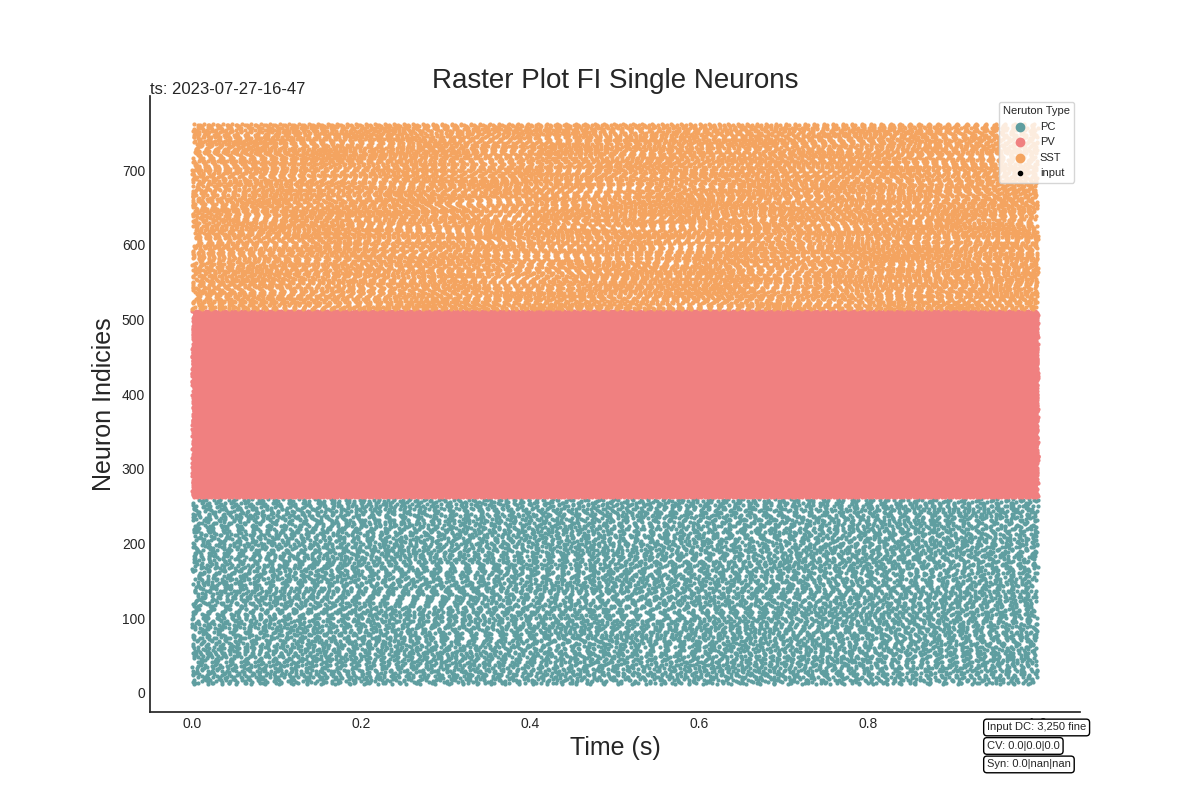 Raster Plot FI Single Neurons
ts: 2023-07-27-16-47
Neruton Type
PC
PV
SST
input
Neuron Indicies
700
600
500
400
300
200
100
0
0.0 0.2 0.4 0.6 0.8
Time (s)
Input DC: 3,250 fine
CV: 0.0|0.0|0.0
Syn: 0.0|nan|nan